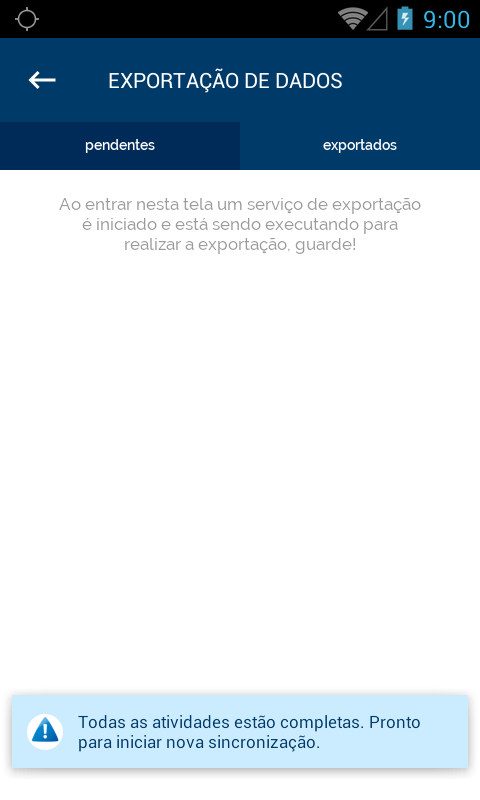 9:00
EXPORTAÇÃO DE DADOS
pendentes
exportados
Ao entrar nesta tela um serviço de exportação
é iniciado e está sendo executando para
realizar a exportação, guarde!
Todas as atividades estão completas. Pronto
para iniciar nova sincronização.